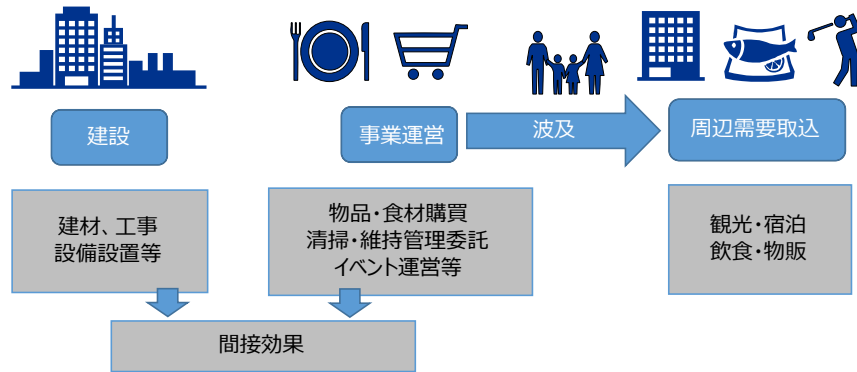 建設
事業運営
波及
周辺需要取込
建材、工事
設備設置等
物品・食材購買
清掃・維持管理委託
イベント運営等
観光・宿泊
飲食・物販
間接効果